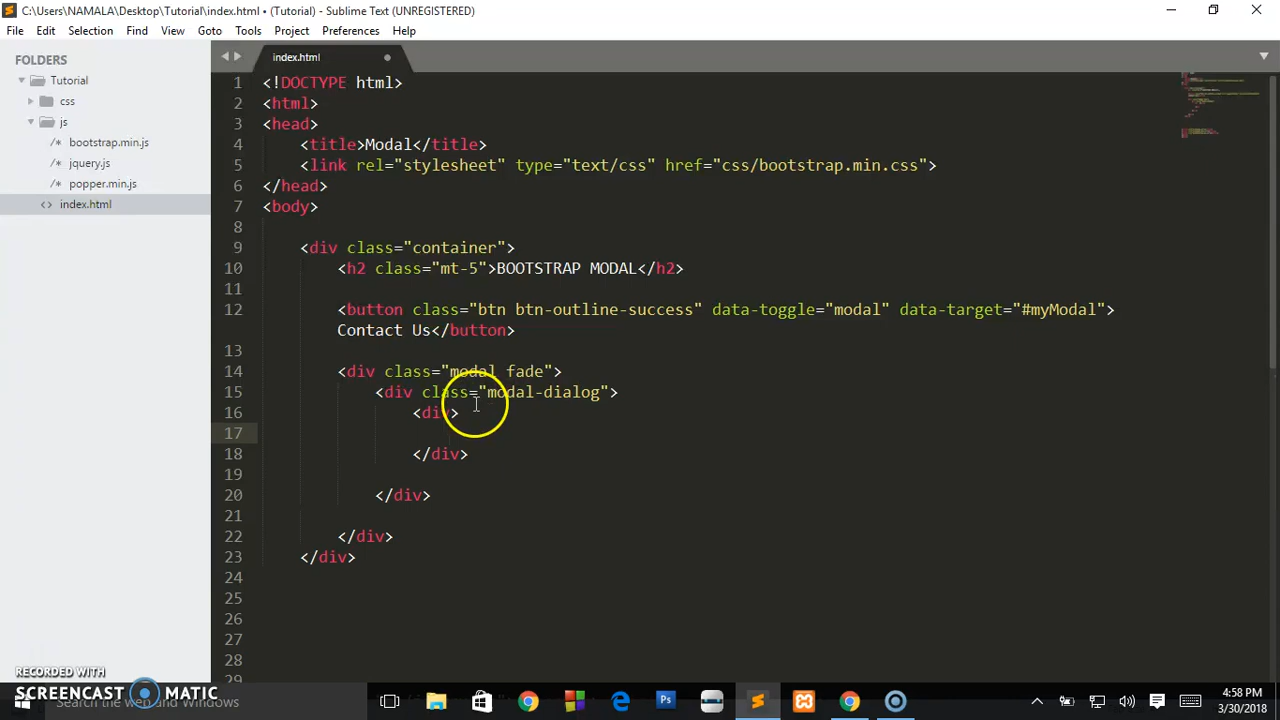 C:\Users\NAMALA\Desktop\Tutorial\index.html • (Tutorial) - Sublime Text (UNREGISTERED)
File Edit Selection Find View Goto Tools Project Preferences Help
FOLDERS
Tutorial
css
js
/* bootstrap.min.js
/* jquery.js
/* popper.min.js
<> index.html
index.html
1 <!DOCTYPE html>
2 <html>
3 <head>
4 <title>Modal</title>
5 <link rel="stylesheet" type="text/css" href="css/bootstrap.min.css">
6 </head>
7 <body>
8
9 <div class="container">
10 <h2 class="mt-5">BOOTSTRAP MODAL</h2>
11
12 <button class="btn btn-outline-success" data-toggle="modal" data-target="#myModal">
Contact Us</button>
13
14 <div class="modal fade">
15 <div class="modal-dialog">
16 <div>
17
18 </div>
19
20 </div>
21
22 </div>
23 </div>
24
25
26
27
28
29
RECORDED WITH
SCREENCAST MATIC
Search the web and Windows
Ps
4:58 PM
3/30/2018